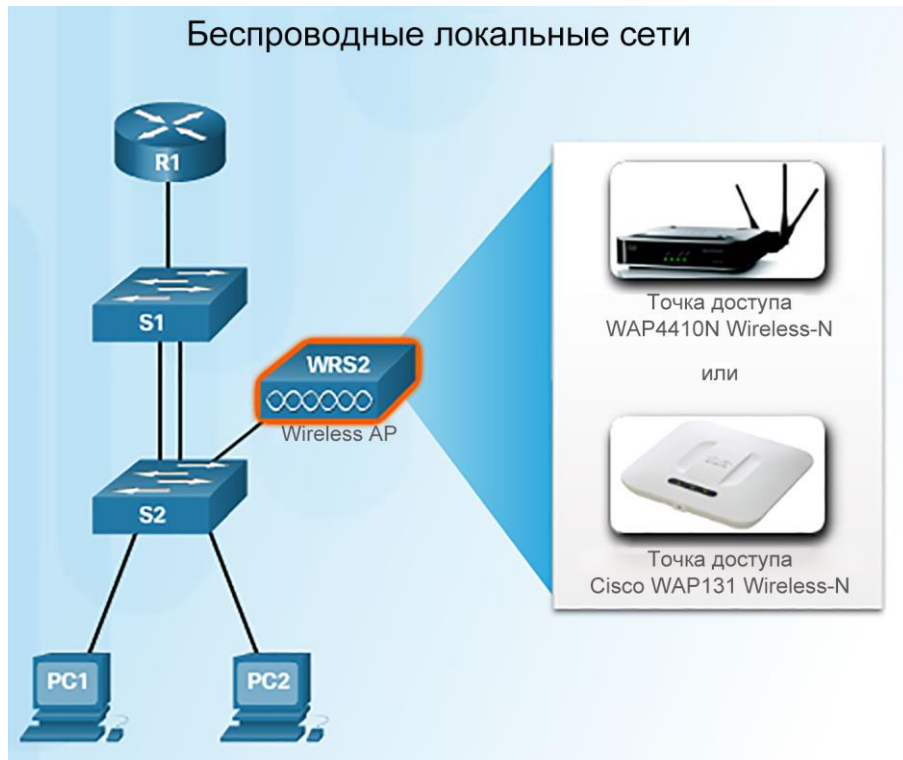 Беспроводные локальные сети
R1
S1
WRS2
Wireless AP
S2
PC1
PC2
Точка доступа
WAP4410N Wireless-N
или
Точка доступа
Cisco WAP131 Wireless-N